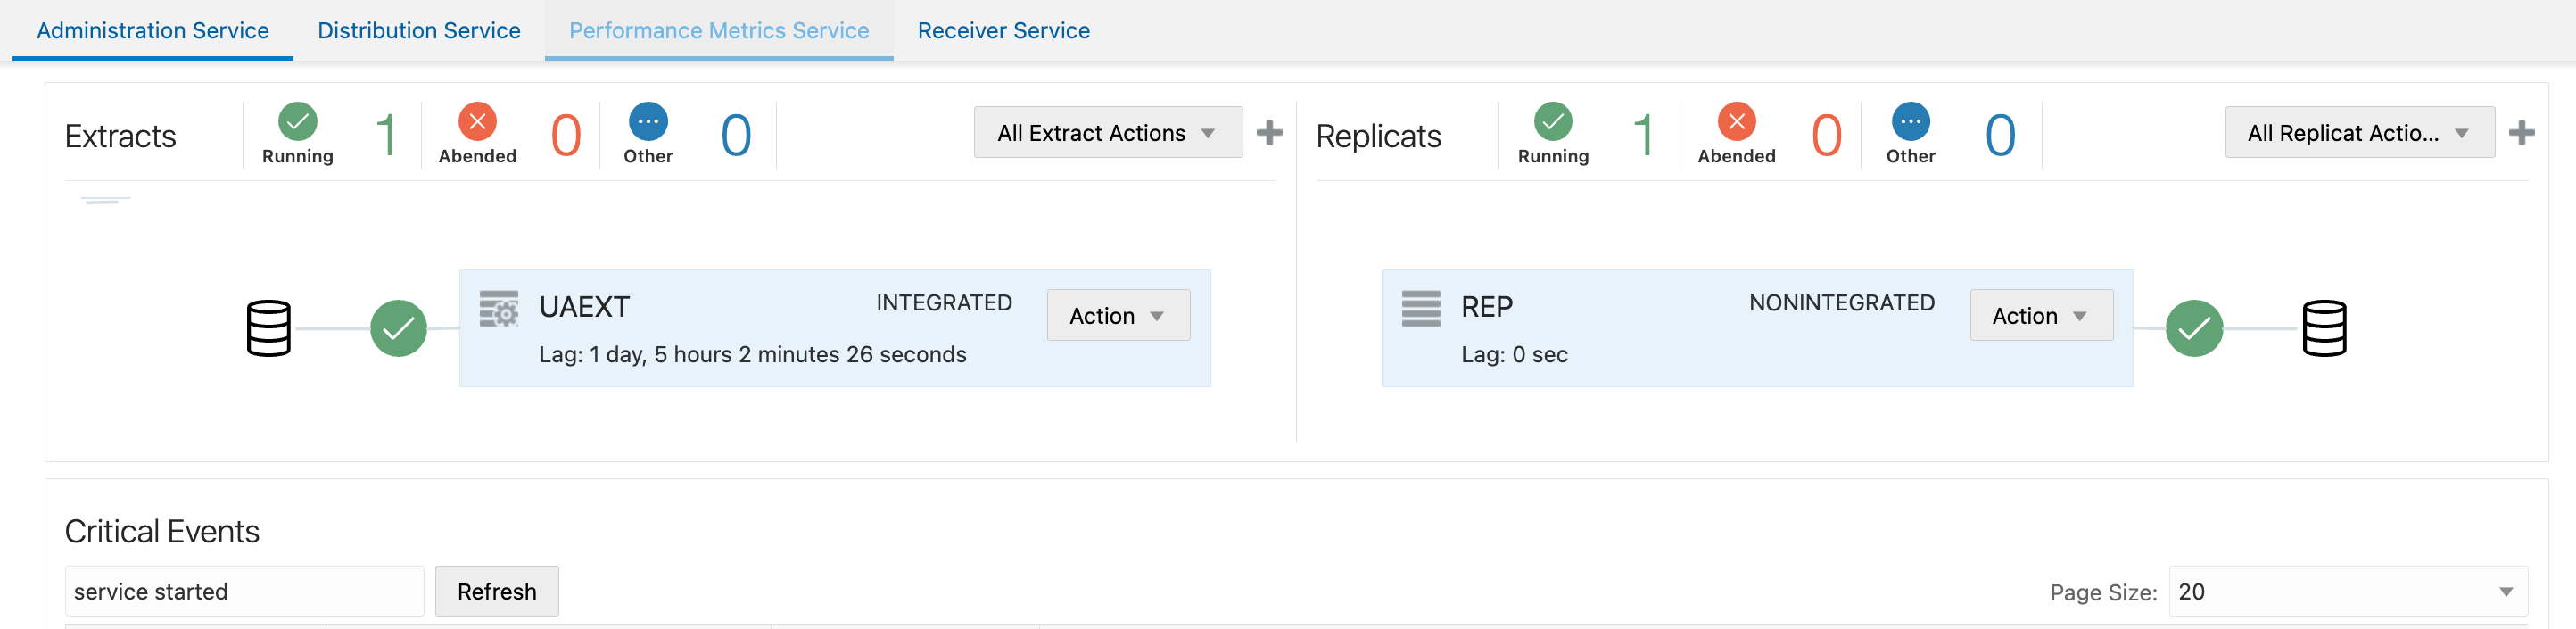 Administration Service
Distribution Service
Performance Metrics Service
Receiver Service
Extracts
Running
1
Abended
0
Other
0
All Extract Actions
Replicats
Running
1
Abended
0
Other
0
All Replicat Actio...
UAEXT
INTEGRATED
Action
Lag: 1 day, 5 hours 2 minutes 26 seconds
REP
NONINTEGRATED
Action
Lag: 0 sec
Critical Events
service started
Refresh
Page Size:
20